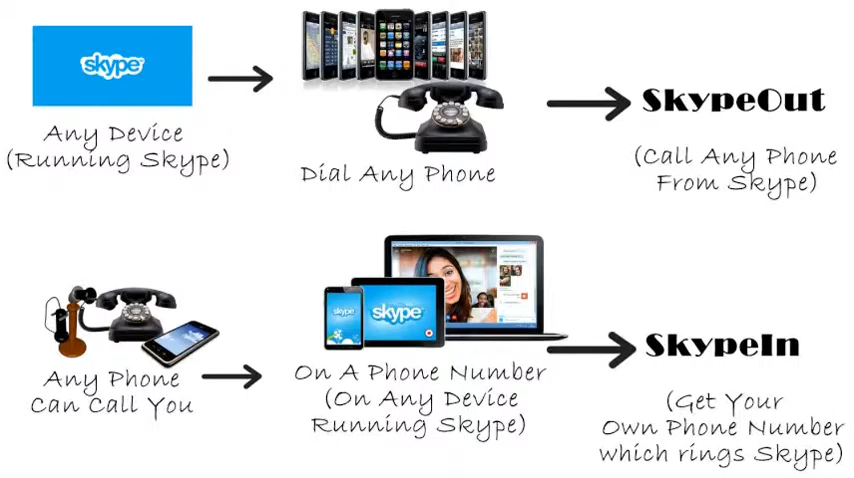 skype
Any Device
(Running Skype)
Dial Any Phone
SkypeOut
(Call Any Phone
From Skype)
Any Phone
Can Call You
skype
skype
On A Phone Number
(On Any Device
Running Skype)
SkypeIn
(Get Your
Own Phone Number
which rings Skype)